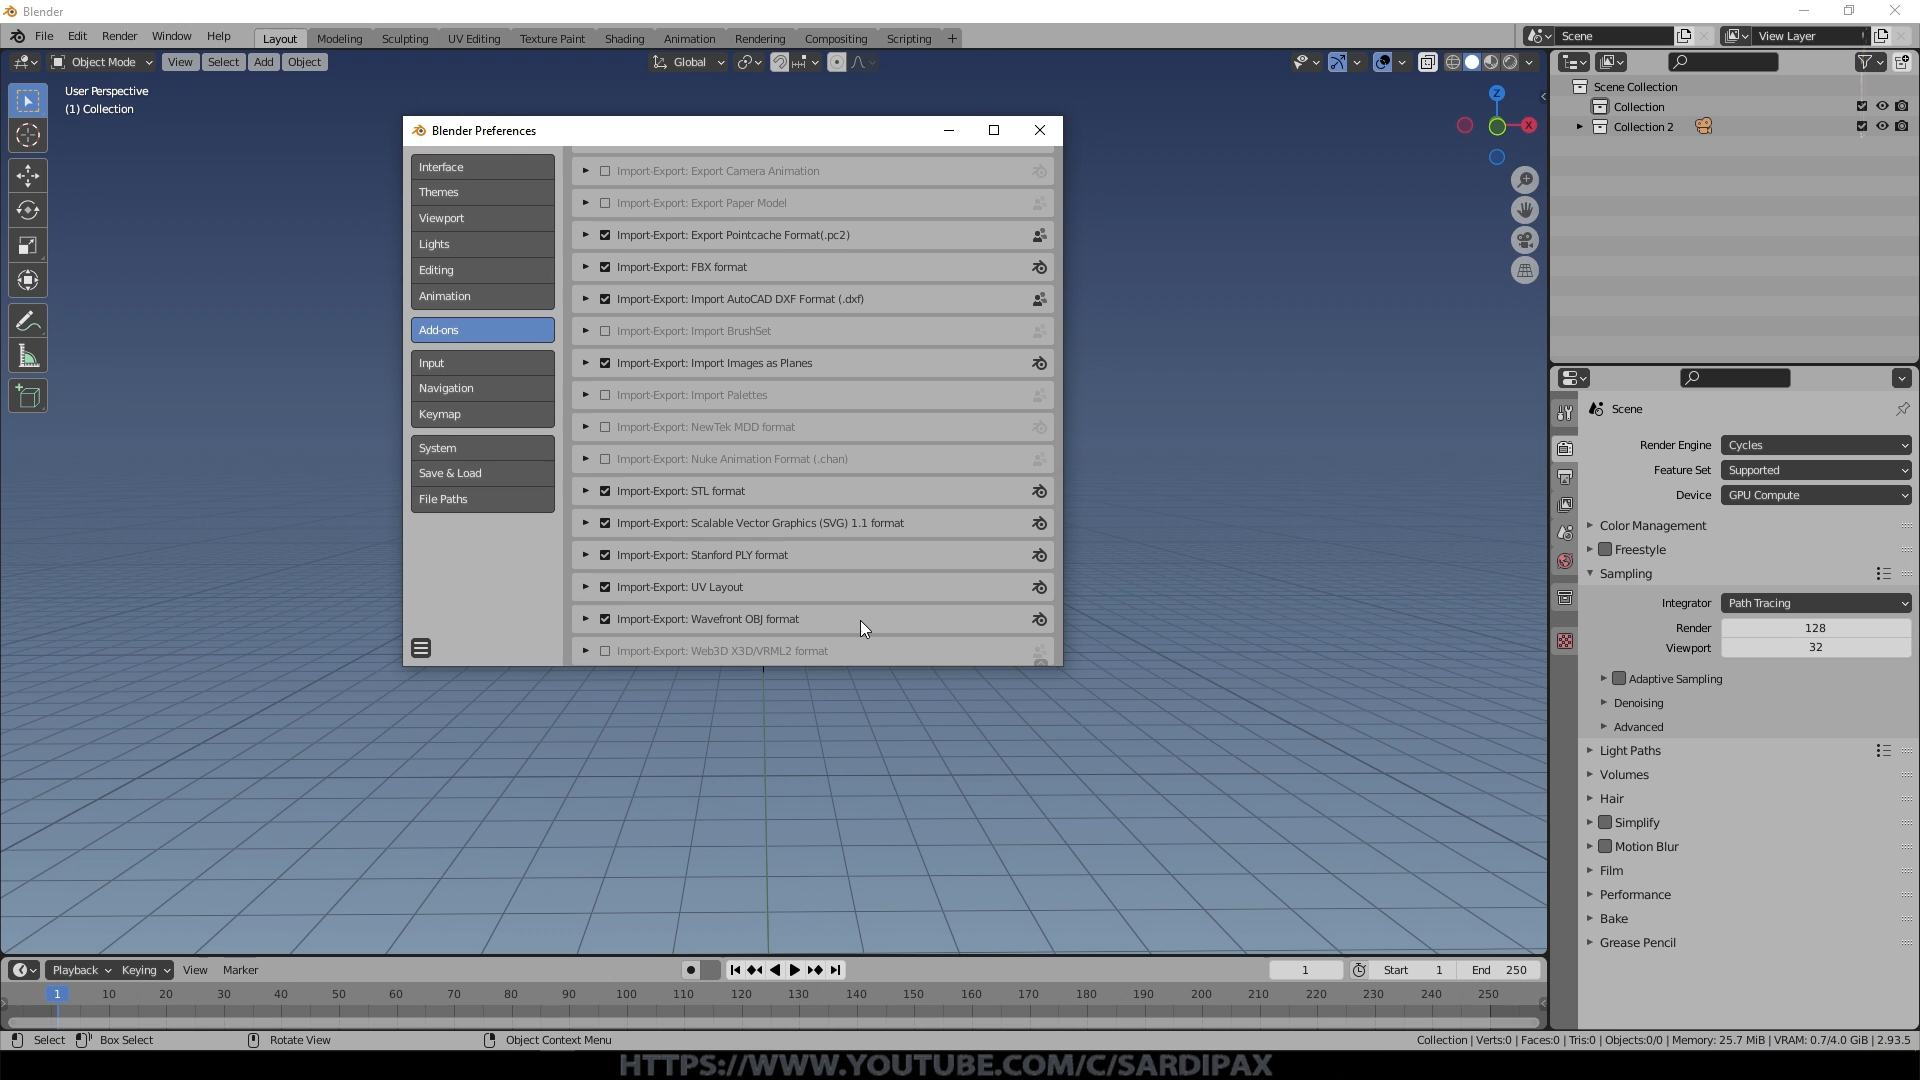 Blender
File Edit Render Window Help Layout Modeling Sculpting UV Editing Texture Paint Shading Animation Rendering Compositing Scripting + Scene View Layer
Object Mode View Select Add Object Global
User Perspective
(1) Collection
Z
X
Scene Collection
Collection
Collection 2
Blender Preferences
Interface
Themes
Viewport
Lights
Editing
Animation
Add-ons
Input
Navigation
Keymap
System
Save & Load
File Paths
Import-Export: Export Camera Animation
Import-Export: Export Paper Model
Import-Export: Export Pointcache Format(.pc2)
Import-Export: FBX format
Import-Export: Import AutoCAD DXF Format (.dxf)
Import-Export: Import BrushSet
Import-Export: Import Images as Planes
Import-Export: Import Palettes
Import-Export: NewTek MDD format
Import-Export: Nuke Animation Format (.chan)
Import-Export: STL format
Import-Export: Scalable Vector Graphics (SVG) 1.1 format
Import-Export: Stanford PLY format
Import-Export: UV Layout
Import-Export: Wavefront OBJ format
Import-Export: Web3D X3D/VRML2 format
Scene
Render Engine Cycles
Feature Set Supported
Device GPU Compute
Color Management
Freestyle
Sampling
Integrator Path Tracing
Render 128
Viewport 32
Adaptive Sampling
Denoising
Advanced
Light Paths
Volumes
Hair
Simplify
Motion Blur
Film
Performance
Bake
Grease Pencil
Playback Keying View Marker 1 Start 1 End 250
1 10 20 30 40 50 60 70 80 90 100 110 120 130 140 150 160 170 180 190 200 210 220 230 240 250
Select Box Select Rotate View Object Context Menu Collection | Verts:0 | Faces:0 | Tris:0 | Objects:0/0 | Memory: 25.7 MiB | VRAM: 0.7/4.0 GiB | 2.93.5
HTTPS://WWW.YOUTUBE.COM/C/SARDIPAX